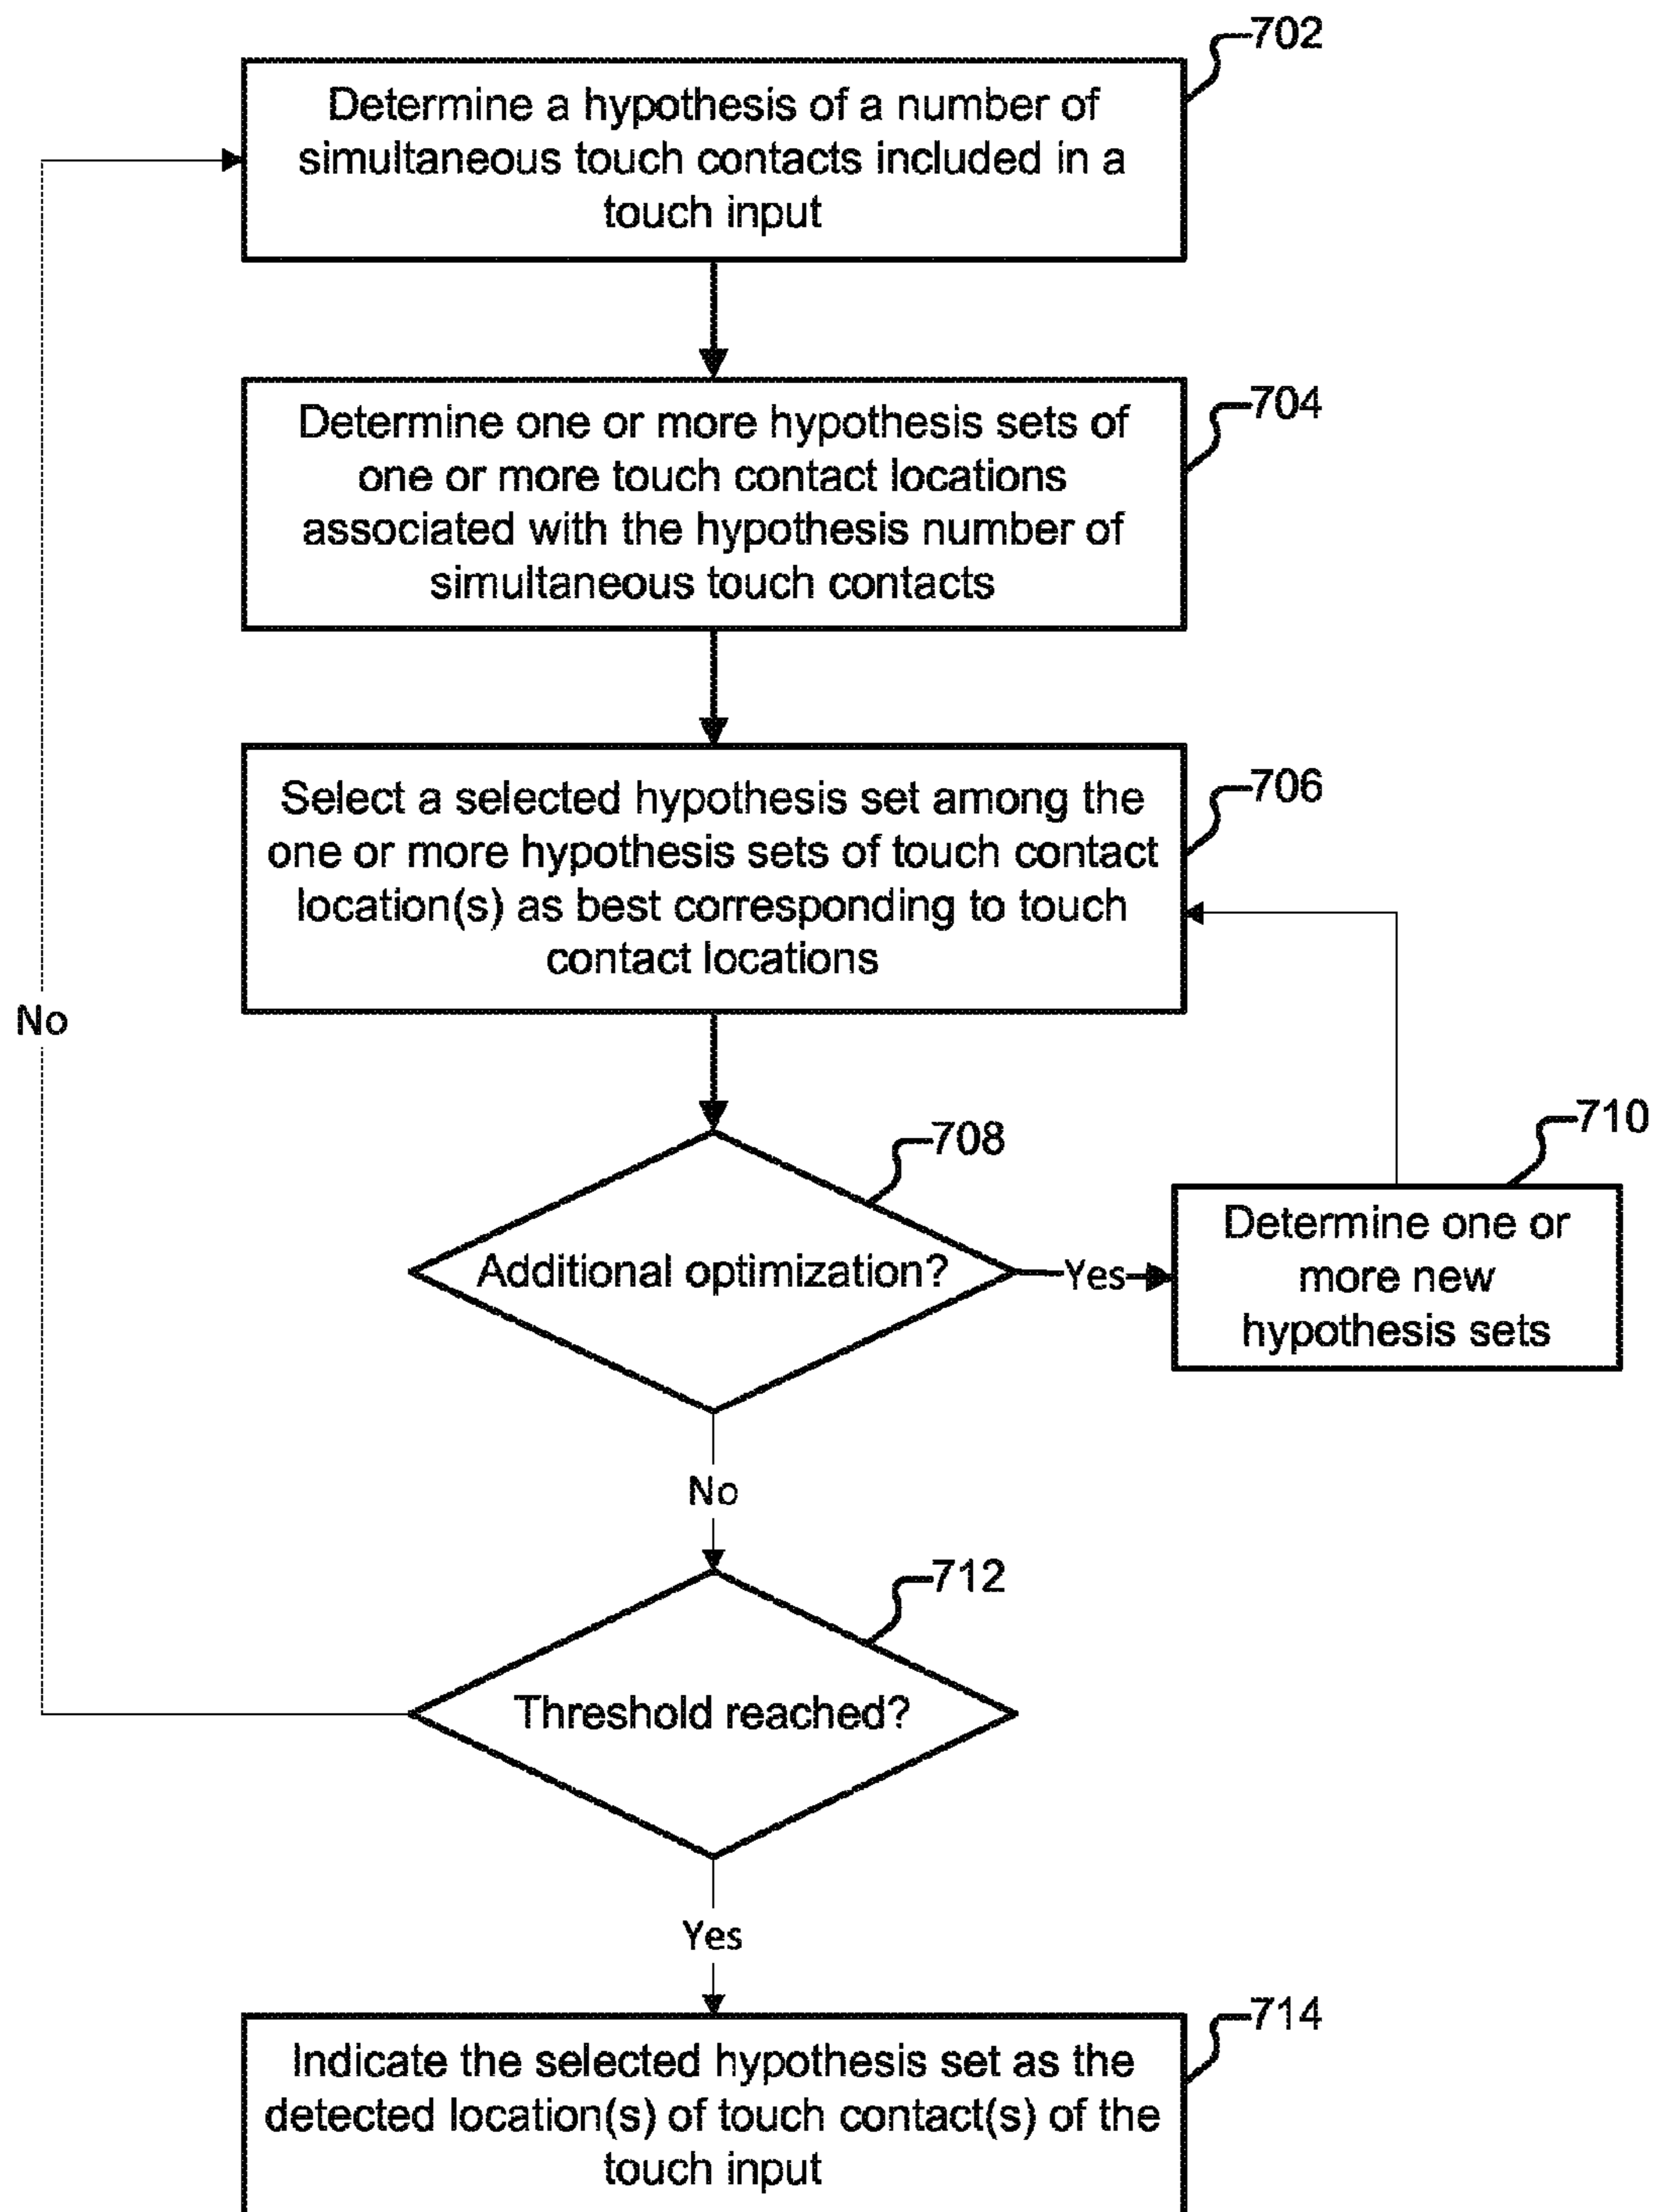 702
Determine a hypothesis of a number of
simultaneous touch contacts included in a
touch input
704
Determine one or more hypothesis sets of
one or more touch contact locations
associated with the hypothesis number of
simultaneous touch contacts
706
Select a selected hypothesis set among the
one or more hypothesis sets of touch contact
location(s) as best corresponding to touch
contact locations
No
708
Additional optimization?
Yes
710
Determine one or
more new
hypothesis sets
No
712
Threshold reached?
Yes
714
Indicate the selected hypothesis set as the
detected location(s) of touch contact(s) of the
touch input